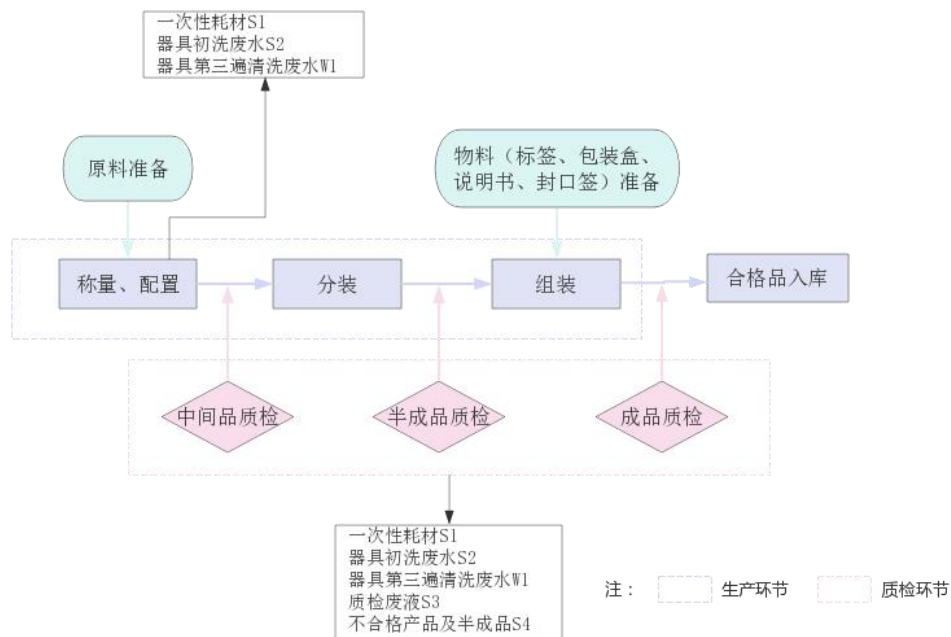 一次性耗材S1
器具初洗废水S2
器具第三遍清洗废水W1
原料准备
物料（标签、包装盒、
说明书、封口签）准备
称量、配置
分装
组装
合格品入库
中间品质检
半成品质检
成品质检
一次性耗材S1
器具初洗废水S2
器具第三遍清洗废水W1
质检废液S3
不合格产品及半成品S4
注： 生产环节 质检环节